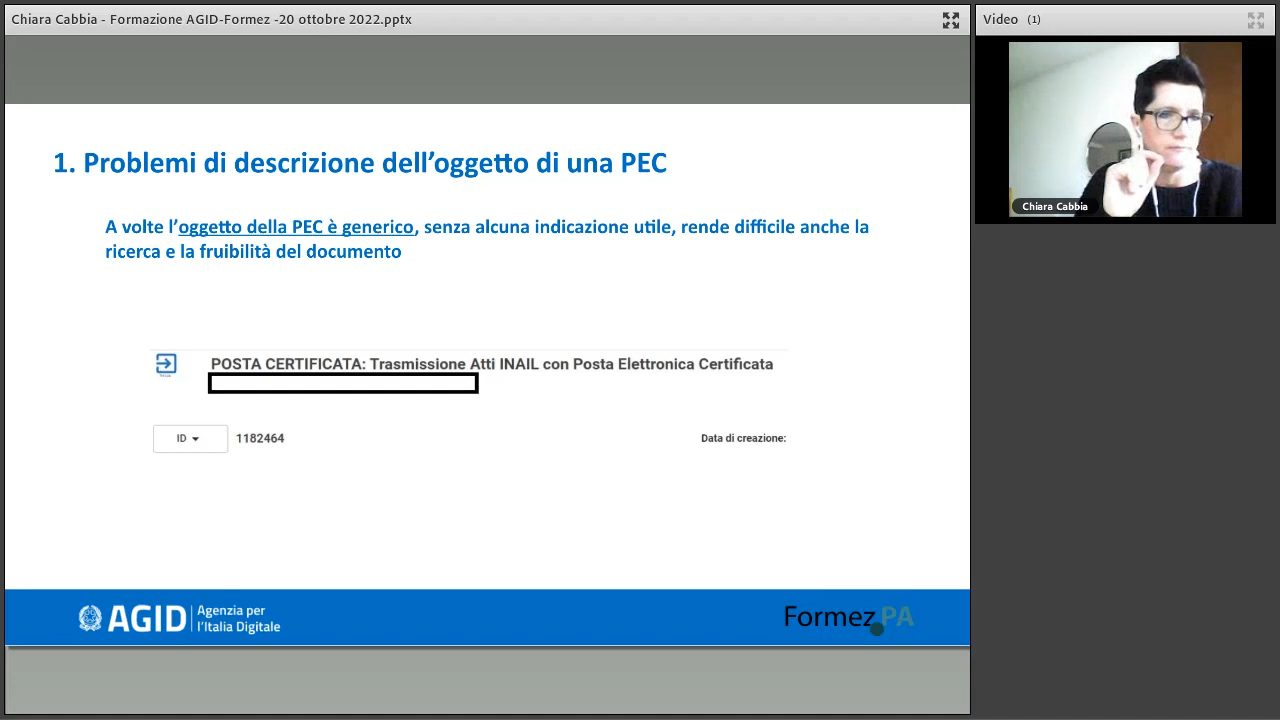 Chiara Cabbia - Formazione AGID-Formez -20 ottobre 2022.pptx
Video (1)
Chiara Cabbia
1. Problemi di descrizione dell'oggetto di una PEC
A volte l'oggetto della PEC è generico, senza alcuna indicazione utile, rende difficile anche la
ricerca e la fruibilità del documento
POSTA CERTIFICATA: Trasmissione Atti INAIL con Posta Elettronica Certificata
ID 1182464 Data di creazione:
AGID Agenzia per
l'Italia Digitale
Formez PA